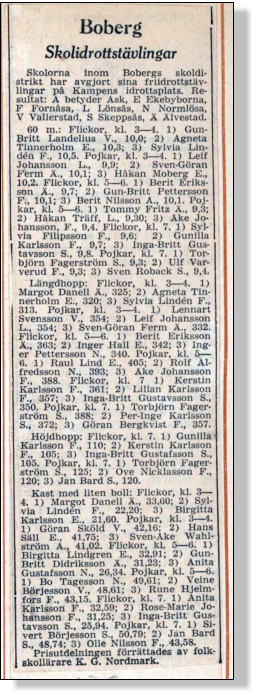 Boberg
Skolidrottstävlingar
Skolorna inom Bobergs skoldi-
strikt har avgjort sina friidrottstäv-
lingar på Kampens idrottsplats. Re-
sultat: A betyder Ask, E Ekebyborna,
F Fornåsa, L Lönsås, N Normlösa,
V Vallerstad, S Skeppsås, Ä Älvestad.
60 m.: Flickor, kl. 3—4. 1) Gun-
Britt Landelius V., 10,0; 2) Agneta
Tinnerholm E., 10,3; 3) Sylvia Lin-
dén F., 10,5. Pojkar, kl. 3—4. 1) Leif
Johansson L., 9,9; 2) Sven-Göran
Ferm Ä., 10,1; 3) Håkan Moberg E.,
10,2. Flickor, kl. 5—6. 1) Berit Eriks-
son Ä., 9,7; 2) Gun-Britt Pettersson
F., 10,1; 3) Berit Nilsson A., 10,1. Poj-
kar, kl. 5—6. 1) Tommy Fritz A., 9,3;
2) Håkan Träff, L., 9,30; 3) Åke Jo-
hansson, F., 9,4. Flickor, kl. 7. 1) Syl-
via Filipsson F., 9,6; 2) Gunilla
Karlsson F., 9,7; 3) Inga-Britt Gus-
tavsson S., 9,8. Pojkar, kl. 7. 1) Tor-
björn Fagerström S., 9,3; 2) Ulf Var-
verud F., 9,3; 3) Sven Roback S., 9,4.
Längdhopp: Flickor, kl. 3—4. 1)
Margot Danell Ä., 325; 2) Agneta Tin-
nerholm E., 320; 3) Sylvia Lindén F.,
313. Pojkar, kl. 3—4. 1) Lennart
Svensson V., 354; 2) Leif Johansson
L., 354; 3) Sven-Göran Ferm Ä., 332.
Flickor, kl. 5—6. 1) Berit Eriksson
Ä., 363; 2) Inger Hall E., 342; 3) Ing-
er Pettersson N., 340. Pojkar, kl. 5—
6. 1) Raul Lind E., 405; 2) Rolf Al-
fredsson N., 393; 3) Åke Johansson
F., 388. Flickor, kl. 7 1) Kerstin
Karlsson F., 361; 2) Lilian Karlsson
F., 357; 3) Inga-Britt Gustavsson S.,
350. Pojkar, kl. 7. 1) Torbjörn Fager-
ström S., 388; 2) Per-Inge Karlsson
S., 372; 3) Göran Bergkvist F., 357.
Höjdhopp: Flickor, kl. 7. 1) Gunilla
Karlsson F., 110; 2) Kerstin Karlsson
F., 105; 3) Inga-Britt Gustafsson S.,
105. Pojkar, kl. 7. 1) Torbjörn Fager-
ström S., 125; 2) Ove Nicklasson F.,
120; 3) Jan Bard S., 120.
Kast med liten boll: Flickor, kl. 3—
4. 1) Margot Danell Ä., 33,60; 2) Syl-
via Lindén F., 22,20; 3) Birgitta
Karlsson E., 21,60. Pojkar, kl. 3—4.
1) Göran Sköld V., 42,16; 2) Hans
Säll E., 41,75; 3) Sven-Åke Wahl-
ström A., 41,02. Flickor, kl. 5—6. 1)
Birgitta Lindgren E., 32,91; 2) Gun-
Britt Didriksson A., 31,23; 3) Anita
Gustafsson N., 26,34. Pojkar, kl. 5—6.
1) Bo Tagesson N., 49,61; 2) Veine
Börjesson V., 48,61; 3) Rune Hjelm-
fors F., 43,15. Flickor, kl. 7. 1) Anita
Karlsson F., 32,59; 2) Rose-Marie Jo-
hansson F., 31,25; 3) Inga-Britt Gus-
tavsson S., 25,94. Pojkar, kl. 7. 1) Si-
vert Börjesson S., 50,79; 2) Jan Bard
S., 48,74; 3) Olle Nilsson F., 43,58.
Prisutdelningen förrättades av folk-
skollärare K. G. Nordmark.